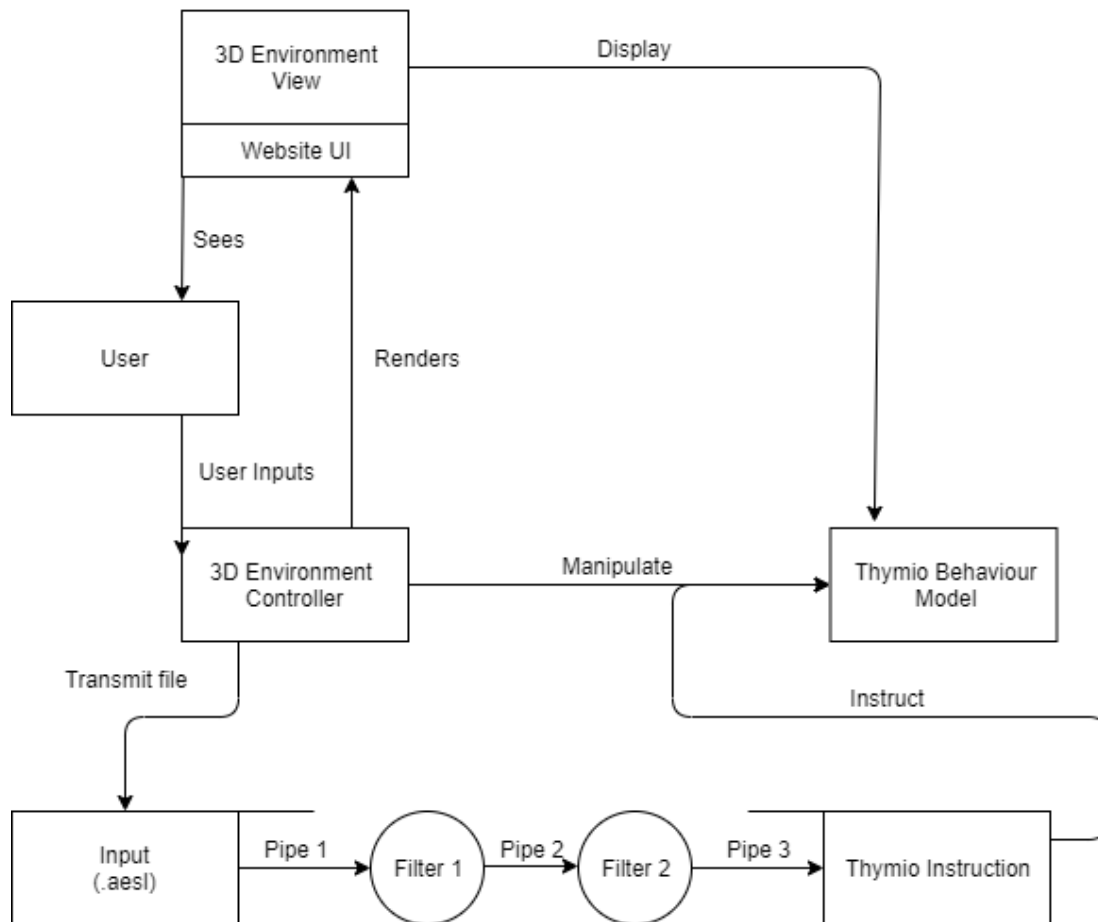 3D Environment
View
Display
Website UI
Sees
User
Renders
User Inputs
3D Environment
Controller
Manipulate
Thymio Behaviour
Model
Transmit file
Instruct
Input
(.aesl)
Pipe 1
Filter 1
Pipe 2
Filter 2
Pipe 3
Thymio Instruction